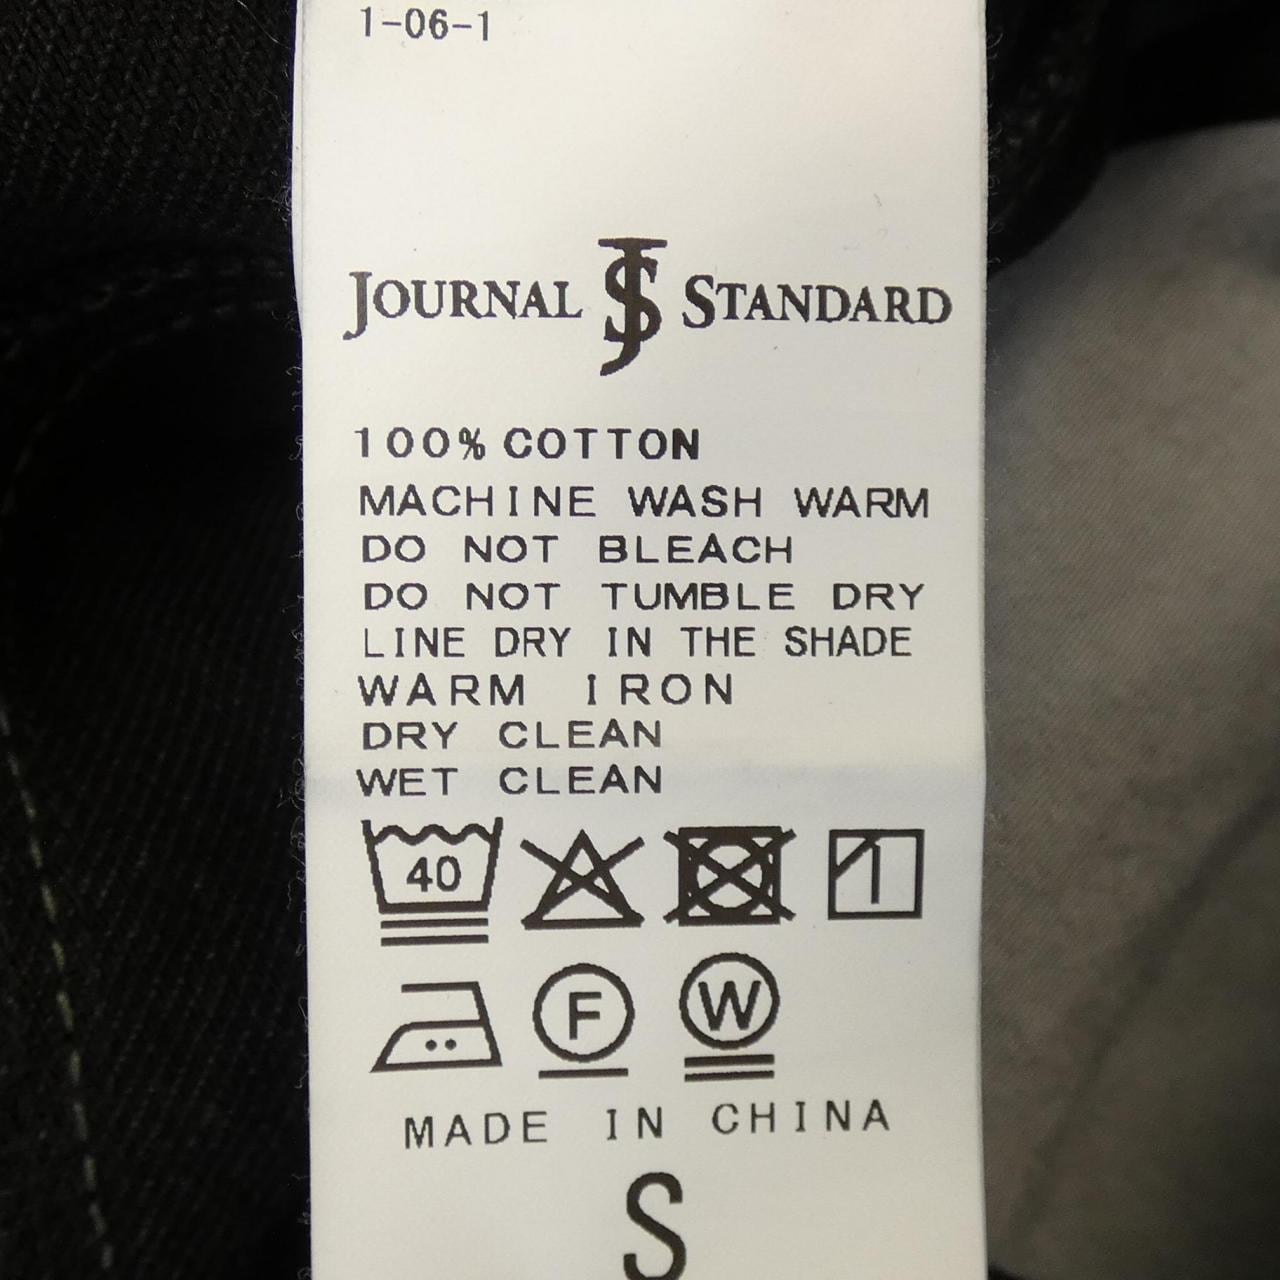 1-06-1
JOURNAL JS STANDARD
100% COTTON
MACHINE WASH WARM
DO NOT BLEACH
DO NOT TUMBLE DRY
LINE DRY IN THE SHADE
WARM IRON
DRY CLEAN
WET CLEAN
40
F W
MADE IN CHINA
S